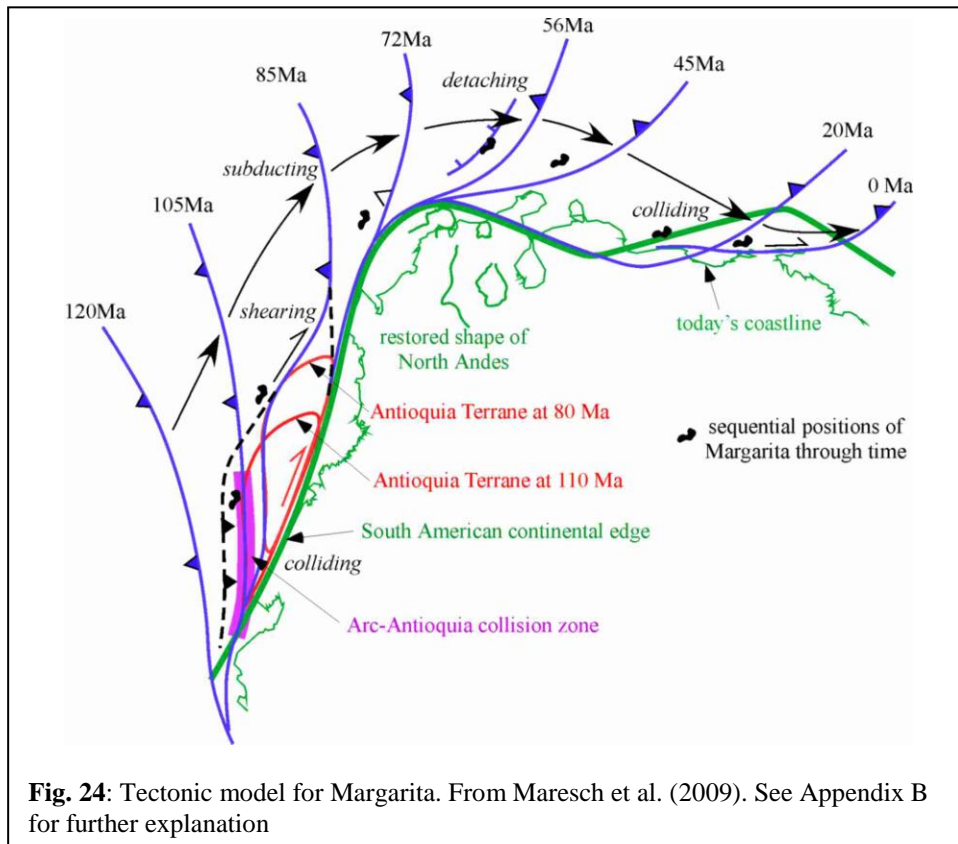 56Ma
72Ma
45Ma
85Ma
detaching
20Ma
subducting
0 Ma
105Ma
colliding
shearing
120Ma
today's coastline
restored shape of
North Andes
Antioquia Terrane at 80 Ma
sequential positions of
Margarita through time
Antioquia Terrane at 110 Ma
South American continental edge
colliding
Arc-Antioquia collision zone
Fig. 24: Tectonic model for Margarita. From Maresch et al. (2009). See Appendix B
for further explanation